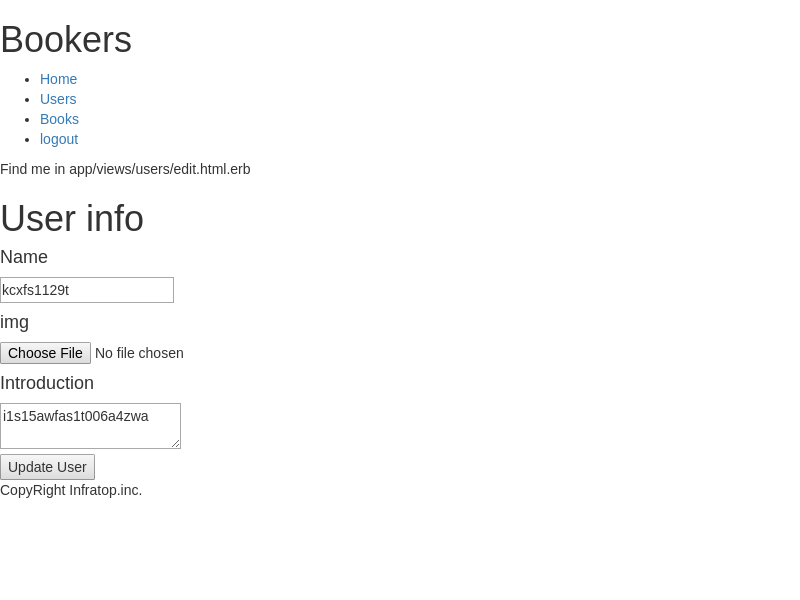 Bookers
Home
Users
Books
logout
Find me in app/views/users/edit.html.erb
User info
Name
kcxfs1129t
img
Choose File No file chosen
Introduction
i1s15awfas1t006a4zwa
Update User
CopyRight Infratop.inc.